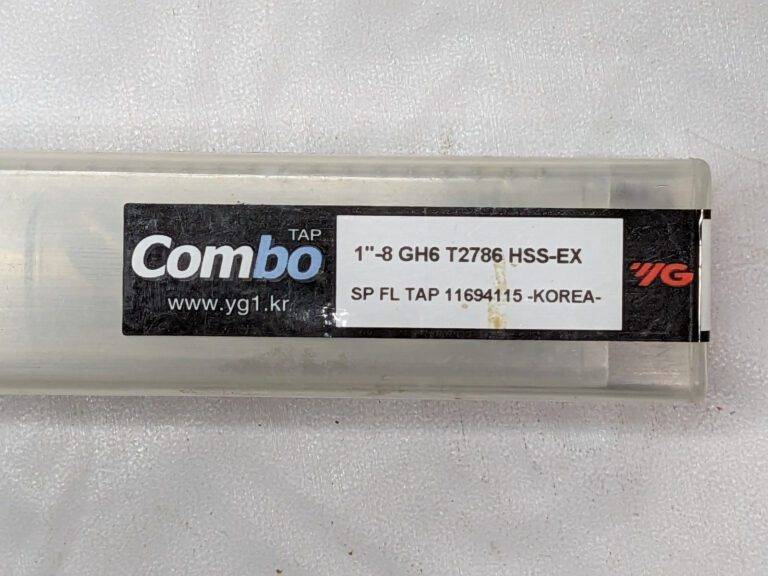 TAP
Combo
www.yg1.kr
1"-8 GH6 T2786 HSS-EX
SP FL TAP 11694115 -KOREA-
YG